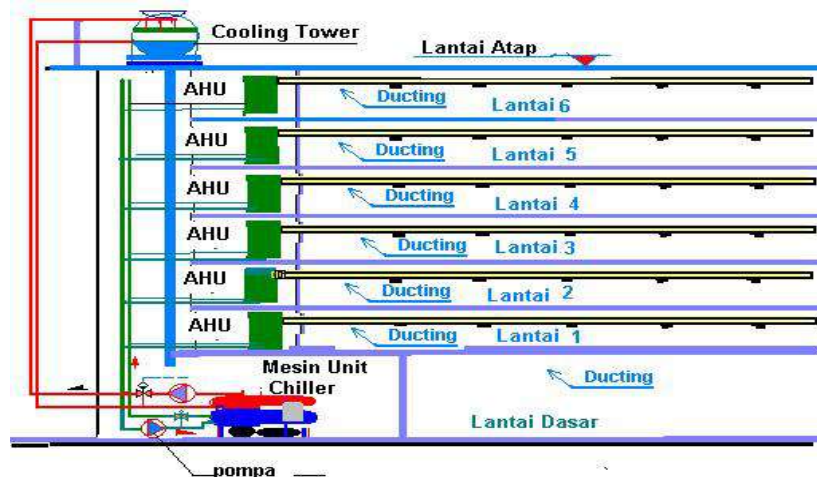 Cooling Tower
Lantai Atap
AHU
Ducting
Lantai 6
AHU
Ducting
Lantai 5
AHU
Ducting
Lantai 4
AHU
Ducting
Lantai 3
AHU
Ducting
Lantai 2
AHU
Ducting
Lantai 1
Mesin Unit
Chiller
Ducting
Lantai Dasar
pompa